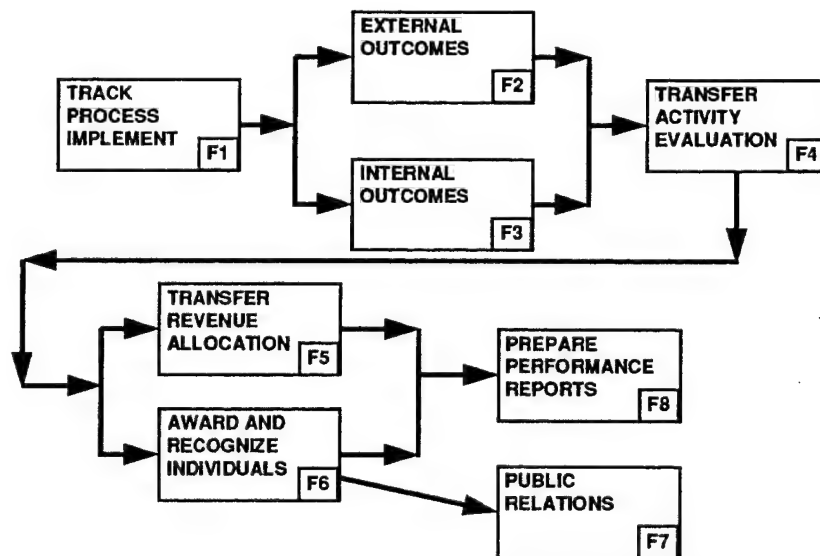 TRACK
PROCESS
IMPLEMENT
F1
EXTERNAL
OUTCOMES
F2
INTERNAL
OUTCOMES
F3
TRANSFER
ACTIVITY
EVALUATION
F4
TRANSFER
REVENUE
ALLOCATION
F5
AWARD AND
RECOGNIZE
INDIVIDUALS
F6
PREPARE
PERFORMANCE
REPORTS
F8
PUBLIC
RELATIONS
F7